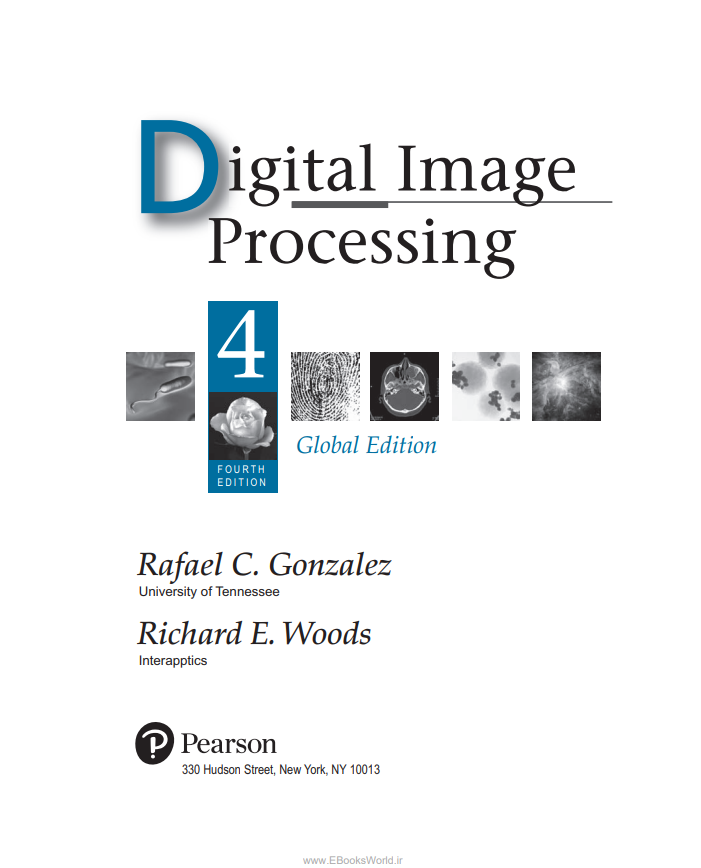 Digital Image
Processing
4
FOURTH
EDITION
Global Edition
Rafael C. Gonzalez
University of Tennessee
Richard E. Woods
Interapptics
Pearson
330 Hudson Street, New York, NY 10013
www.EBooksWorld.ir